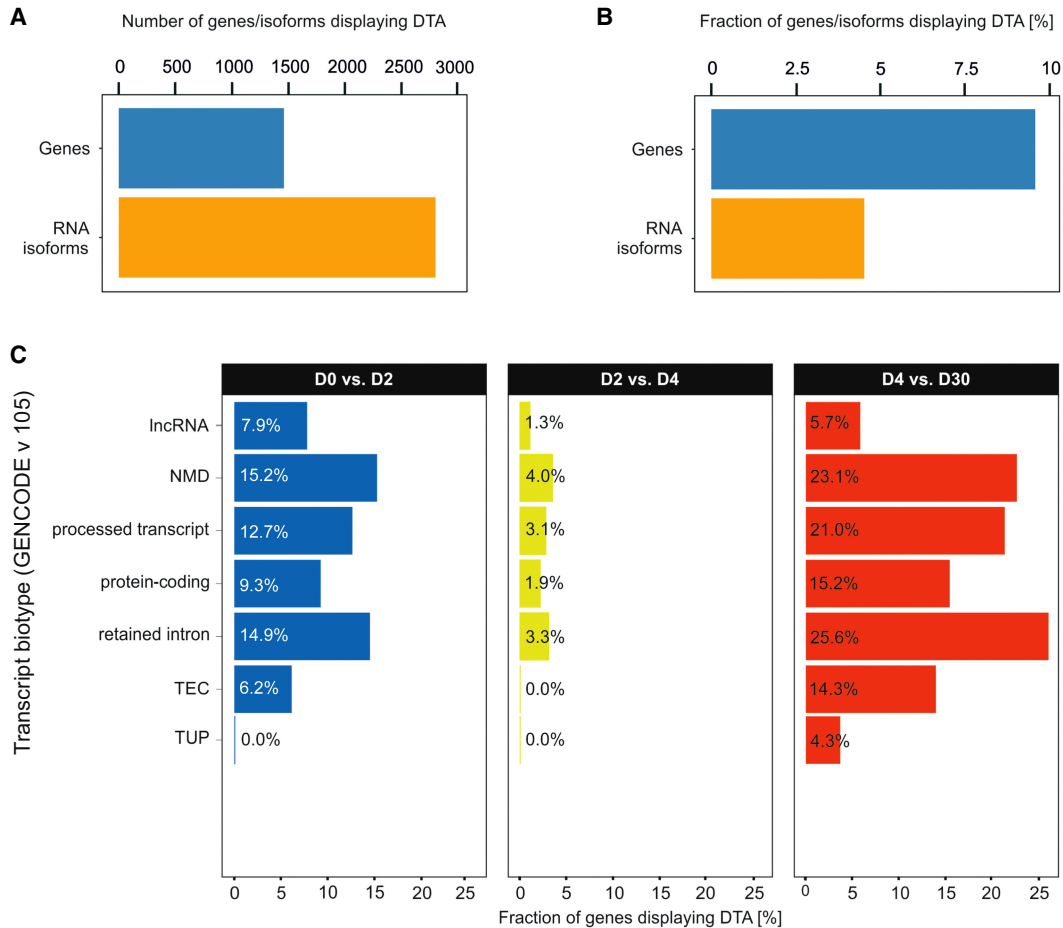 A
Number of genes/isoforms displaying DTA
0 500 1000 1500 2000 2500 3000
Genes
RNA
isoforms
B
Fraction of genes/isoforms displaying DTA [%]
0 2.5 5 7.5 10
Genes
RNA
isoforms
C
Transcript biotype (GENCODE v 105)
D0 vs. D2
D2 vs. D4
D4 vs. D30
lncRNA 7.9% 1.3% 5.7%
NMD 15.2% 4.0% 23.1%
processed transcript 12.7% 3.1% 21.0%
protein-coding 9.3% 1.9% 15.2%
retained intron 14.9% 3.3% 25.6%
TEC 6.2% 0.0% 14.3%
TUP 0.0% 0.0% 4.3%
0 5 10 15 20 25
0 5 10 15 20 25
0 5 10 15 20 25
Fraction of genes displaying DTA [%]